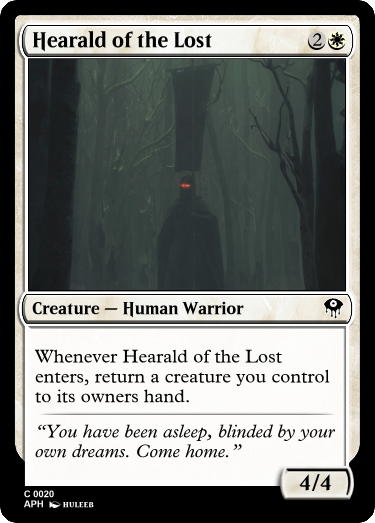 Hearald of the Lost 2
Creature — Human Warrior
Whenever Hearald of the Lost
enters, return a creature you control
to its owners hand.
“You have been asleep, blinded by your
own dreams. Come home.”
4/4
C 0020
APH HULEEB